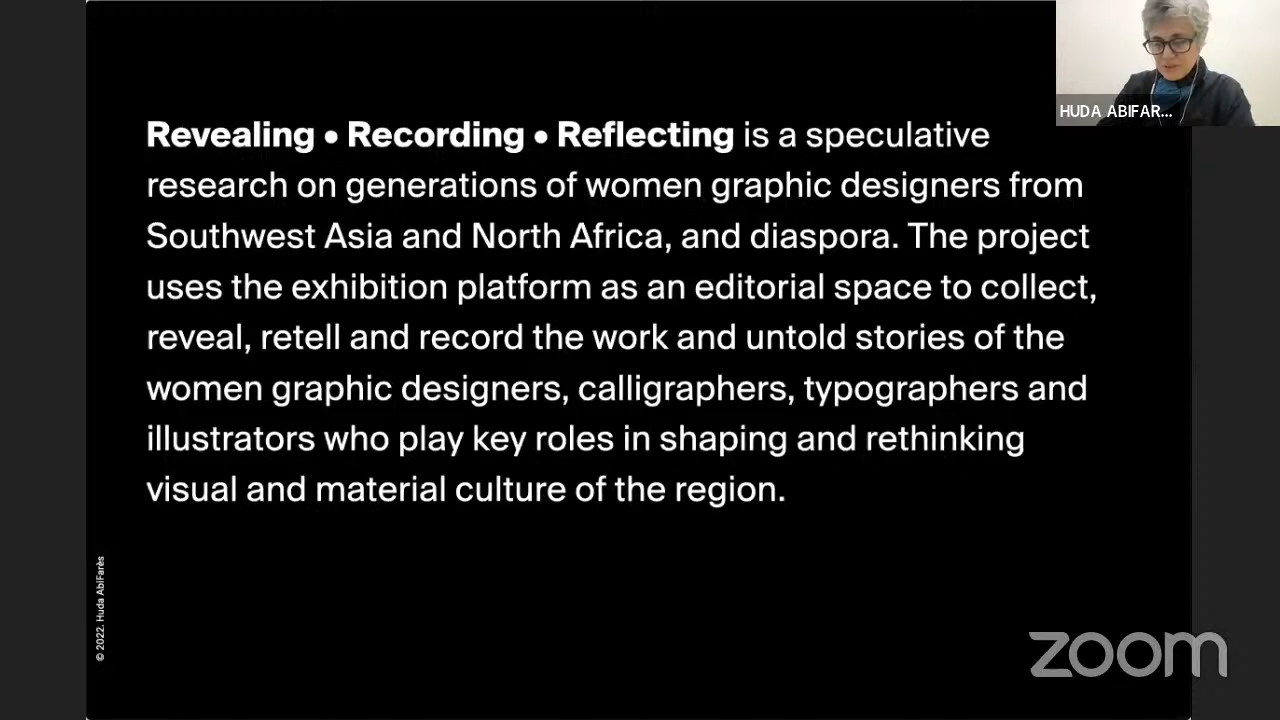 Revealing • Recording • Reflecting is a speculative
research on generations of women graphic designers from
Southwest Asia and North Africa, and diaspora. The project
uses the exhibition platform as an editorial space to collect,
reveal, retell and record the work and untold stories of the
women graphic designers, calligraphers, typographers and
illustrators who play key roles in shaping and rethinking
visual and material culture of the region.
HUDA ABIFAR...
© 2022. Huda AbiFarès
zoom